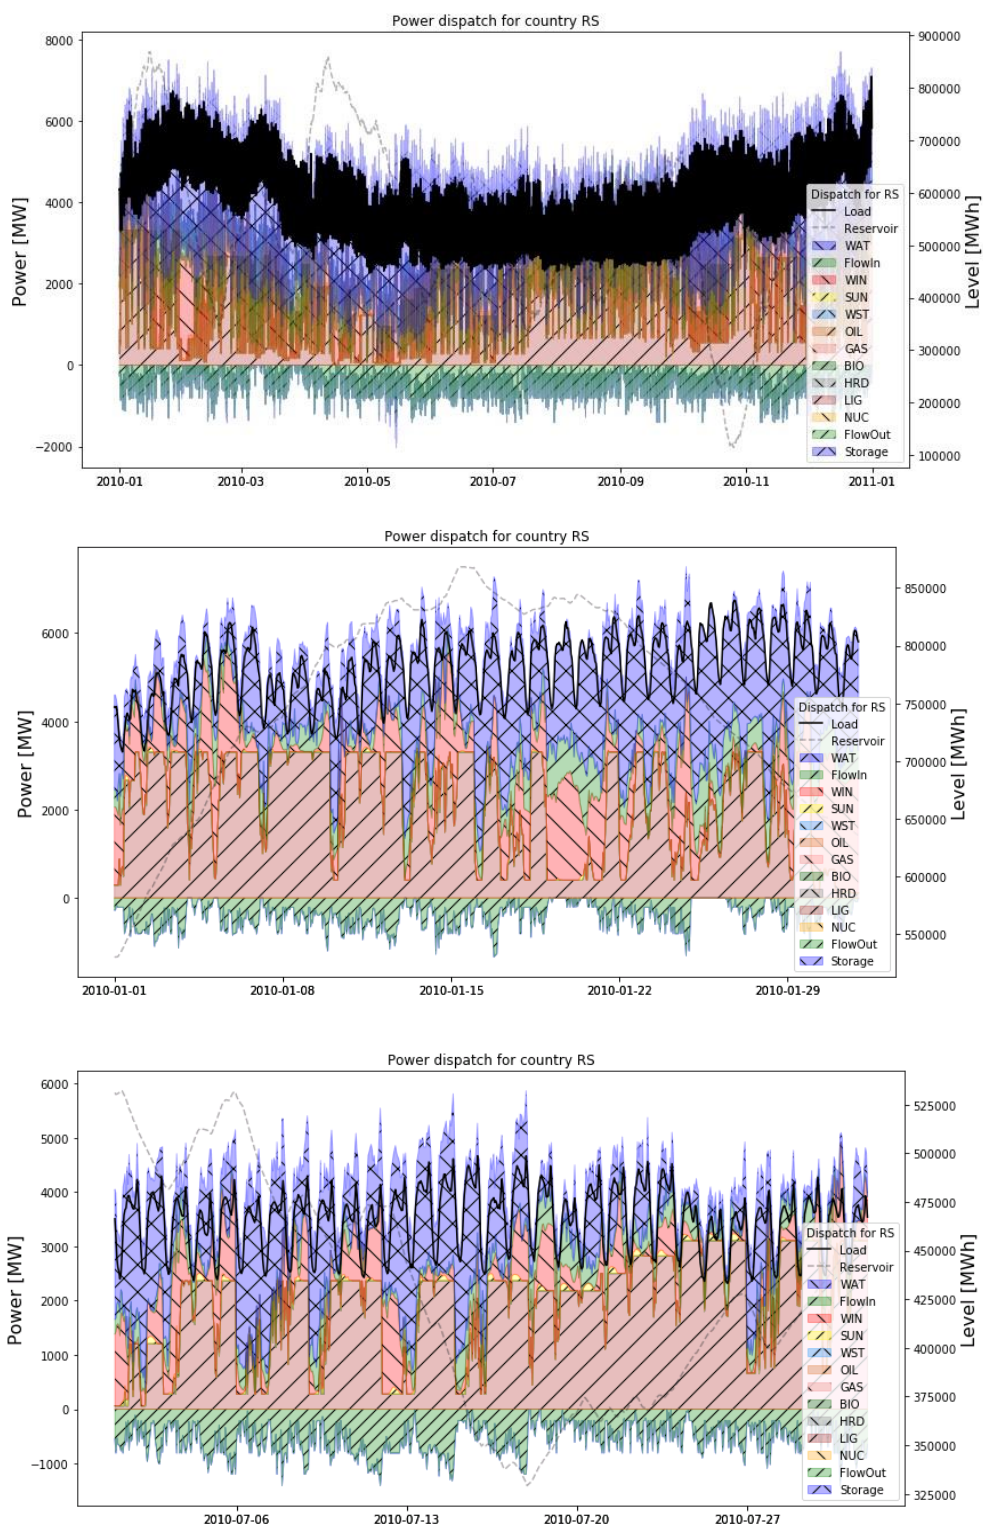 Power dispatch for country RS
8000
6000
4000
2000
0
−2000
Power [MW]
900000
800000
700000
600000
500000
400000
300000
200000
100000
Level [MWh]
Dispatch for RS
Load
Reservoir
WAT
FlowIn
WIN
SUN
WST
OIL
GAS
BIO
HRD
LIG
NUC
FlowOut
Storage
2010-01 2010-03 2010-05 2010-07 2010-09 2010-11 2011-01
Power dispatch for country RS
6000
4000
2000
0
Power [MW]
850000
800000
750000
700000
650000
600000
550000
Level [MWh]
Dispatch for RS
Load
Reservoir
WAT
FlowIn
WIN
SUN
WST
OIL
GAS
BIO
HRD
LIG
NUC
FlowOut
Storage
2010-01-01 2010-01-08 2010-01-15 2010-01-22 2010-01-29
Power dispatch for country RS
6000
5000
4000
3000
2000
1000
0
−1000
Power [MW]
525000
500000
475000
450000
425000
400000
375000
350000
325000
Level [MWh]
Dispatch for RS
Load
Reservoir
WAT
FlowIn
WIN
SUN
WST
OIL
GAS
BIO
HRD
LIG
NUC
FlowOut
Storage
2010-07-06 2010-07-13 2010-07-20 2010-07-27